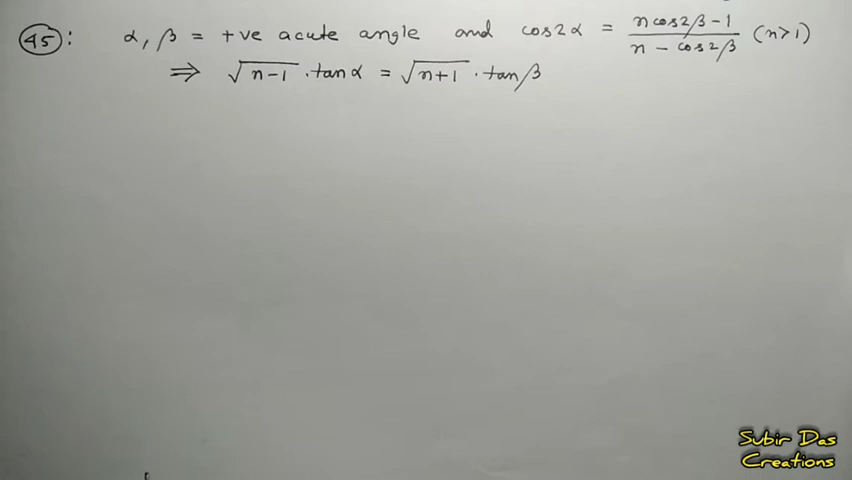 45 : α, β = +ve acute angle and cos2α = (n cos2β - 1)/(n - cos2β) (n>1)
⇒ √(n-1) · tanα = √(n+1) · tanβ
Subir Das
Creations